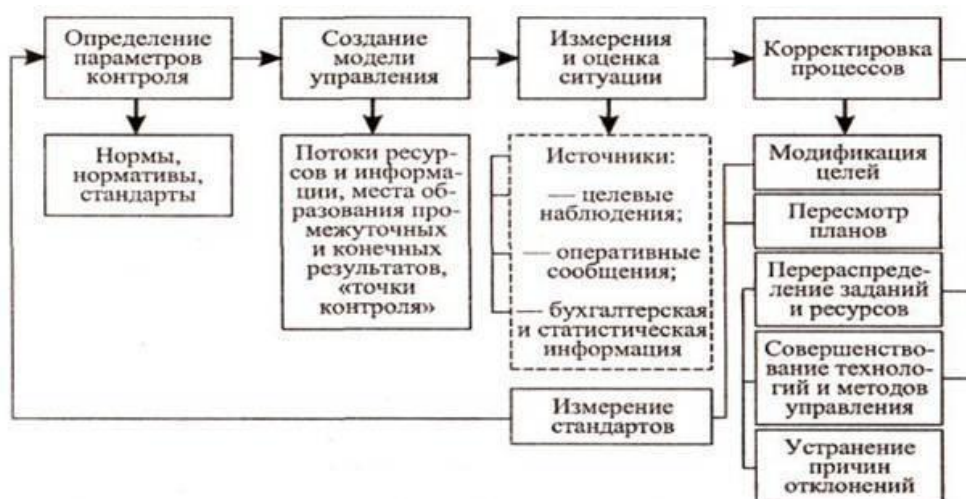 Определение
параметров
контроля
Создание
модели
управления
Измерения
и оценка
ситуации
Корректировка
процессов
Нормы,
нормативы,
стандарты
Потоки ресур-
сов и информа-
ции, места об-
разования про-
межуточных
и конечных
результатов,
«точки
контроля»
Источники:
— целевые
наблюдения;
— оперативные
сообщения;
— бухгалтерская
и статистическая
информация
Измерение
стандартов
Модификация
целей
Пересмотр
планов
Перераспреде-
ление заданий
и ресурсов
Совершенство-
вание техноло-
гий и методов
управления
Устранение
причин
отклонений